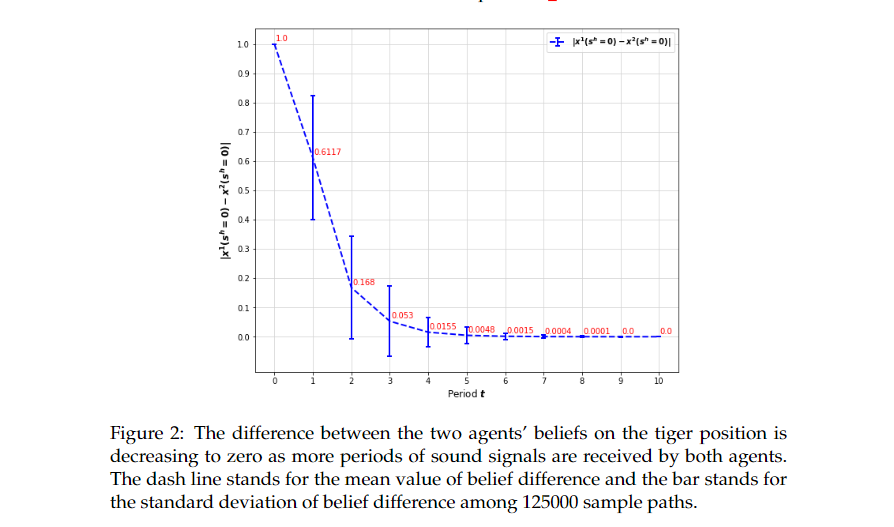 1.0
|x¹(sʰ = 0) − x²(sʰ = 0)|
1.0
0.9
0.8
0.7
0.6117
0.6
0.5
0.4
0.3
0.2
0.168
0.1
0.053
0.0155
0.0048
0.0015
0.0004
0.0001
0.0
0.0
0.0
|x¹(sʰ = 0) − x²(sʰ = 0)|
0 1 2 3 4 5 6 7 8 9 10
Period t
Figure 2: The difference between the two agents’ beliefs on the tiger position is
decreasing to zero as more periods of sound signals are received by both agents.
The dash line stands for the mean value of belief difference and the bar stands for
the standard deviation of belief difference among 125000 sample paths.